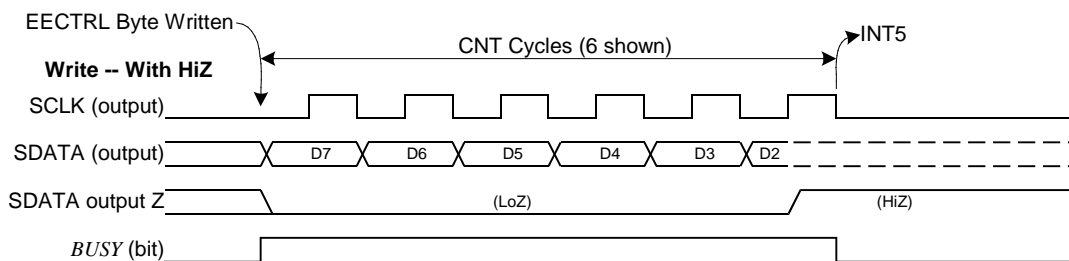 EECTRL Byte Written
INT5
CNT Cycles (6 shown)
Write -- With HiZ
SCLK (output)
SDATA (output)
D7 D6 D5 D4 D3 D2
SDATA output Z
(LoZ) (HiZ)
BUSY (bit)